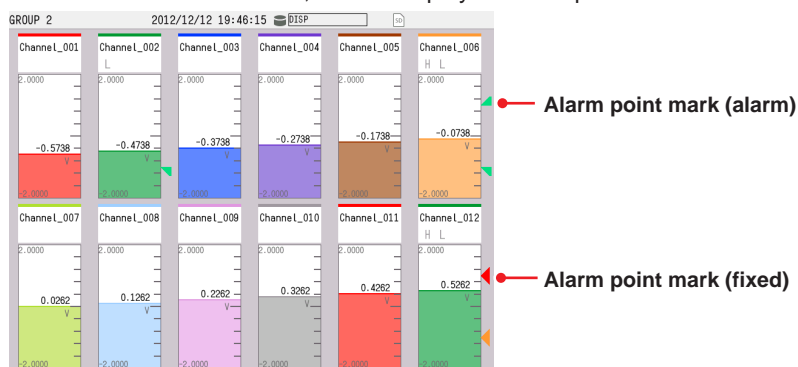 GROUP 2 2012/12/12 19:46:15 DISP SD
Channel_001 Channel_002 Channel_003 Channel_004 Channel_005 Channel_006
L H L
2.0000 2.0000 2.0000 2.0000 2.0000 2.0000
Alarm point mark (alarm)
-0.5738 -0.4738 -0.3738 -0.2738 -0.1738 -0.0738
V V V V V V
-2.0000 -2.0000 -2.0000 -2.0000 -2.0000 -2.0000
Channel_007 Channel_008 Channel_009 Channel_010 Channel_011 Channel_012
H L
2.0000 2.0000 2.0000 2.0000 2.0000 2.0000
Alarm point mark (fixed)
0.0262 0.1262 0.2262 0.3262 0.4262 0.5262
V V V V V V
-2.0000 -2.0000 -2.0000 -2.0000 -2.0000 -2.0000